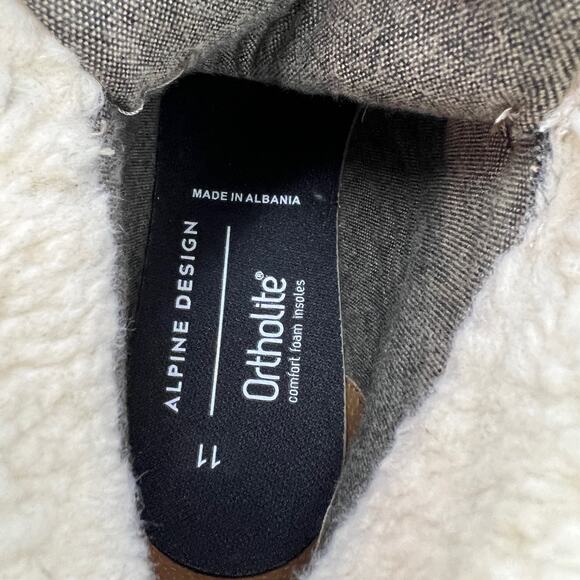 MADE IN ALBANIA
ALPINE DESIGN
Ortholite®
comfort foam insoles
11